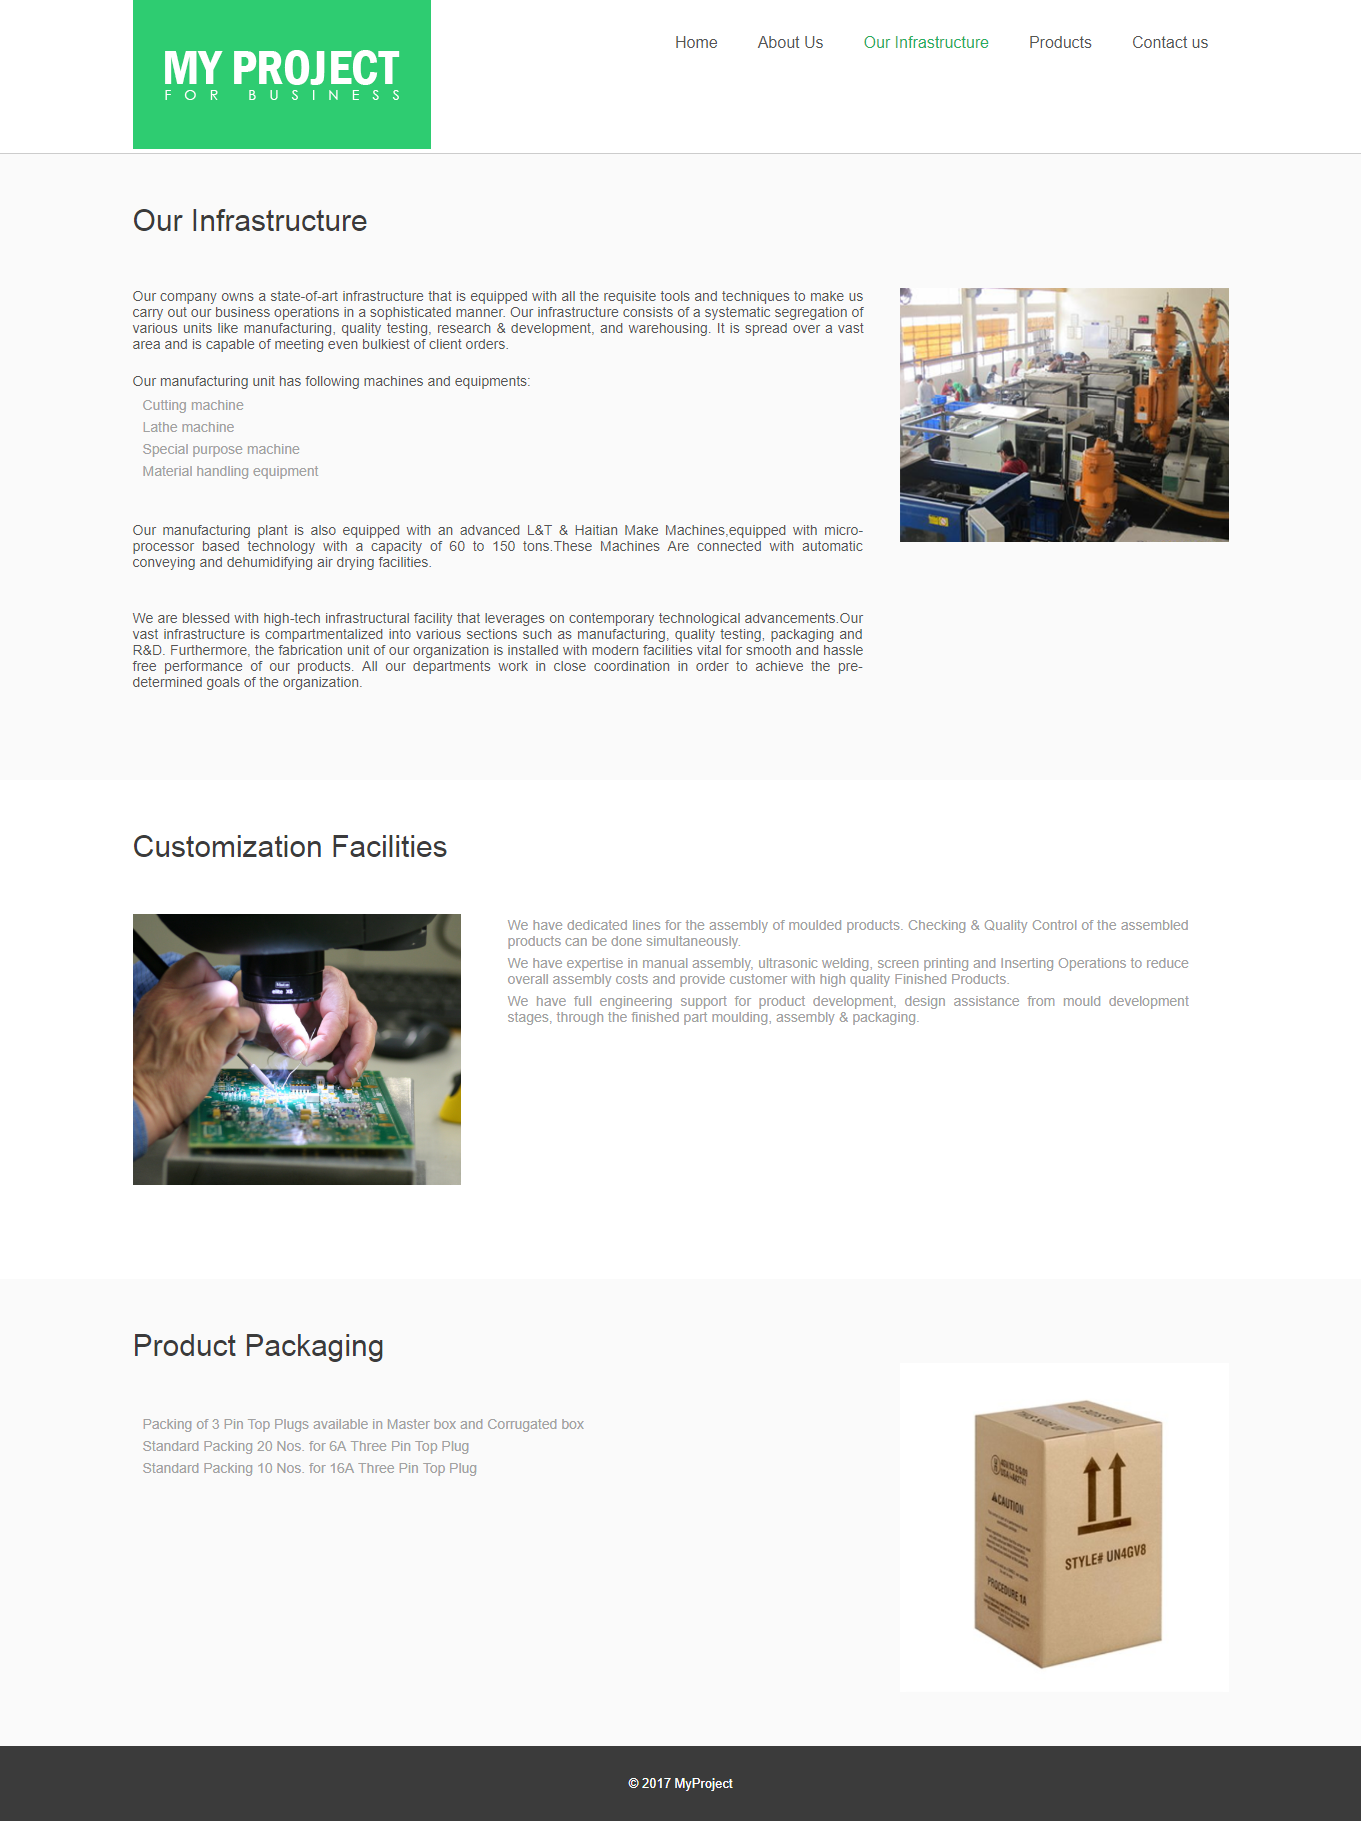 MY PROJECT
FOR BUSINESS
Home
About Us
Our Infrastructure
Products
Contact us
Our Infrastructure
Our company owns a state-of-art infrastructure that is equipped with all the requisite tools and techniques to make us
carry out our business operations in a sophisticated manner. Our infrastructure consists of a systematic segregation of
various units like manufacturing, quality testing, research & development, and warehousing. It is spread over a vast
area and is capable of meeting even bulkiest of client orders.
Our manufacturing unit has following machines and equipments:
Cutting machine
Lathe machine
Special purpose machine
Material handling equipment
Our manufacturing plant is also equipped with an advanced L&T & Haitian Make Machines,equipped with micro-
processor based technology with a capacity of 60 to 150 tons.These Machines Are connected with automatic
conveying and dehumidifying air drying facilities.
We are blessed with high-tech infrastructural facility that leverages on contemporary technological advancements.Our
vast infrastructure is compartmentalized into various sections such as manufacturing, quality testing, packaging and
R&D. Furthermore, the fabrication unit of our organization is installed with modern facilities vital for smooth and hassle
free performance of our products. All our departments work in close coordination in order to achieve the pre-
determined goals of the organization.
Customization Facilities
We have dedicated lines for the assembly of moulded products. Checking & Quality Control of the assembled
products can be done simultaneously.
We have expertise in manual assembly, ultrasonic welding, screen printing and Inserting Operations to reduce
overall assembly costs and provide customer with high quality Finished Products.
We have full engineering support for product development, design assistance from mould development
stages, through the finished part moulding, assembly & packaging.
Product Packaging
Packing of 3 Pin Top Plugs available in Master box and Corrugated box
Standard Packing 20 Nos. for 6A Three Pin Top Plug
Standard Packing 10 Nos. for 16A Three Pin Top Plug
THIS SIDE UP
CAUTION
STYLE# UN4GV8
PROCEDURE 1A
© 2017 MyProject